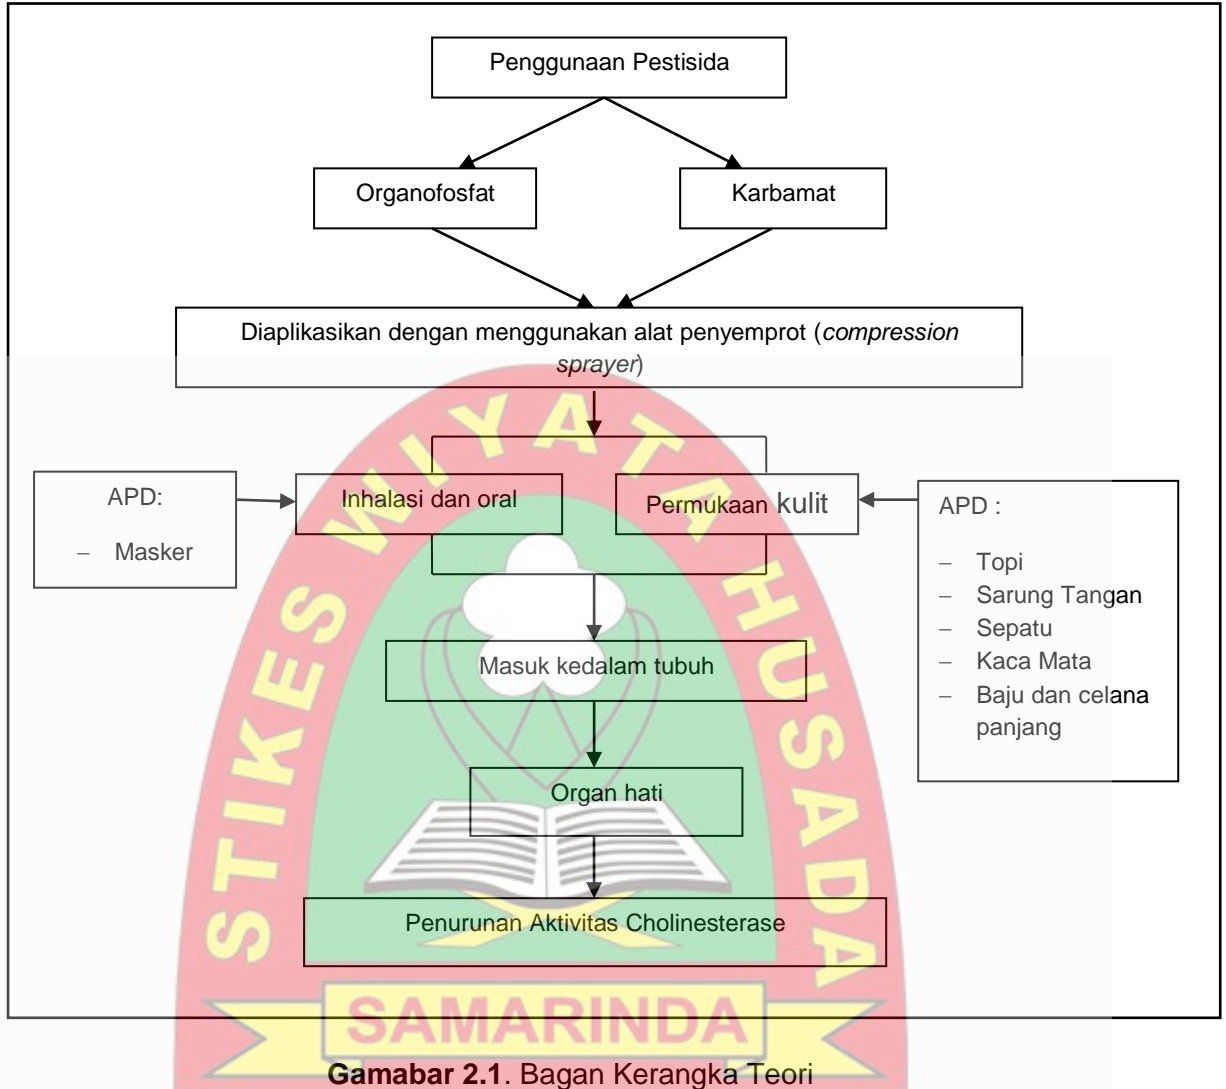 Penggunaan Pestisida
Organofosfat
Karbamat
Diaplikasikan dengan menggunakan alat penyemprot (compression
sprayer)
APD:
– Masker
Inhalasi dan oral
Permukaan kulit
APD :
– Topi
– Sarung Tangan
– Sepatu
– Kaca Mata
– Baju dan celana
panjang
Masuk kedalam tubuh
Organ hati
Penurunan Aktivitas Cholinesterase
STIKES WIYATA HUSADA
SAMARINDA
Gamabar 2.1. Bagan Kerangka Teori